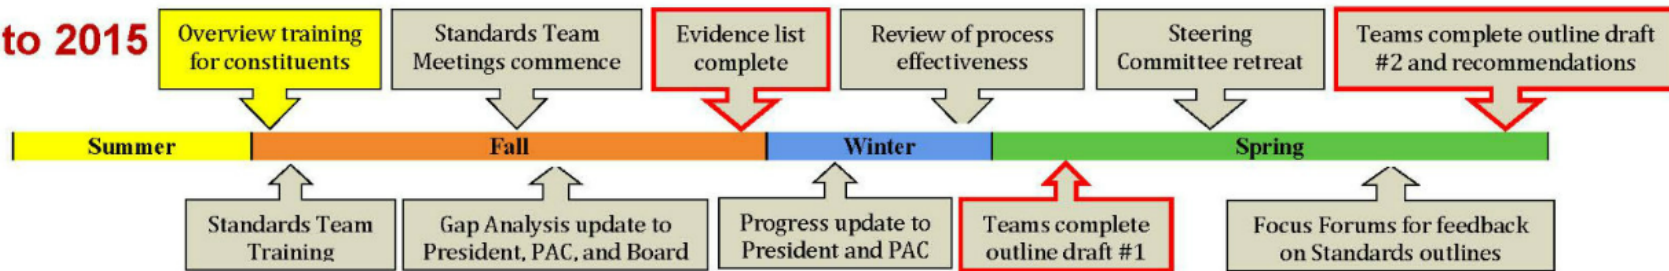 to 2015
Overview training
for constituents
Standards Team
Meetings commence
Evidence list
complete
Review of process
effectiveness
Steering
Committee retreat
Teams complete outline draft
#2 and recommendations
Summer
Fall
Winter
Spring
Standards Team
Training
Gap Analysis update to
President, PAC, and Board
Progress update to
President and PAC
Teams complete
outline draft #1
Focus Forums for feedback
on Standards outlines